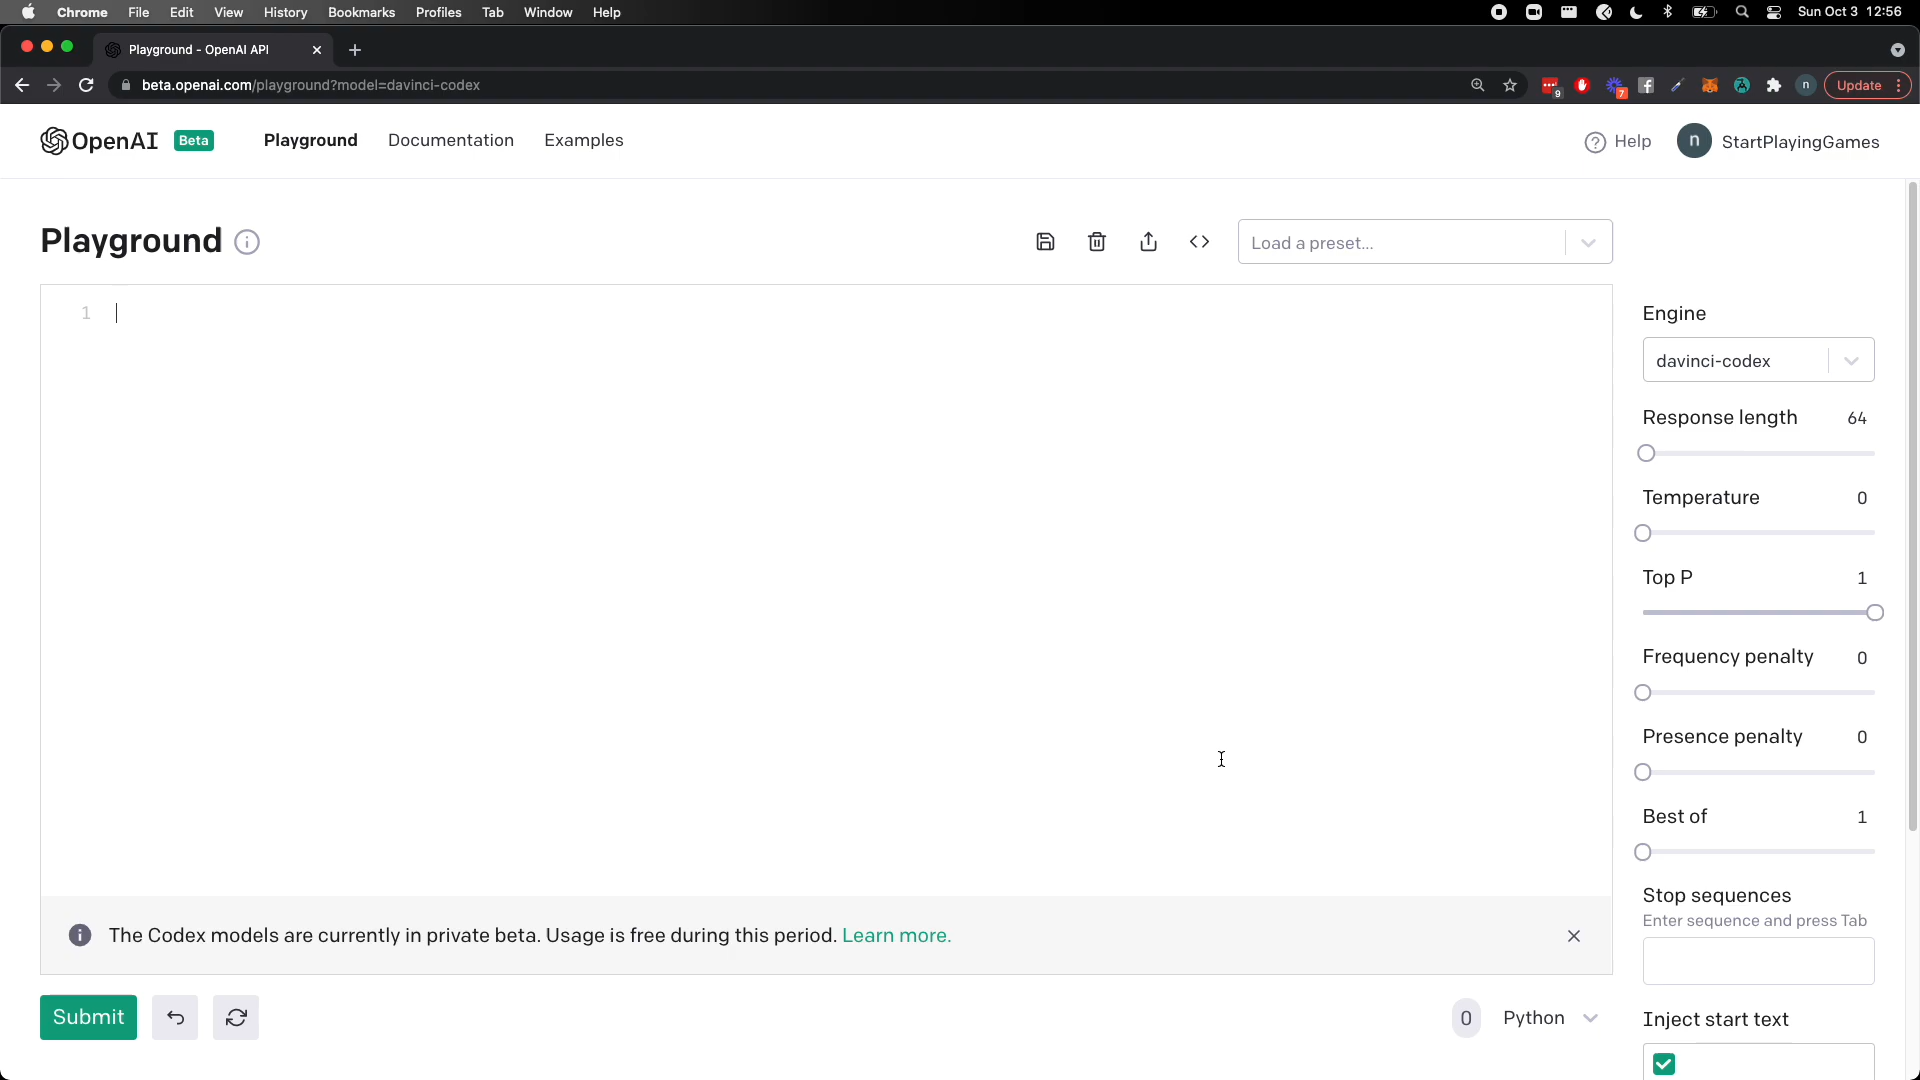 Chrome File Edit View History Bookmarks Profiles Tab Window Help Sun Oct 3 12:56
Playground - OpenAI API
beta.openai.com/playground?model=davinci-codex 9 7 n Update
OpenAI Beta Playground Documentation Examples Help n StartPlayingGames
Playground Load a preset...
1
Engine
davinci-codex
Response length 64
Temperature 0
Top P 1
Frequency penalty 0
Presence penalty 0
Best of 1
Stop sequences
Enter sequence and press Tab
The Codex models are currently in private beta. Usage is free during this period. Learn more.
Submit 0 Python
Inject start text